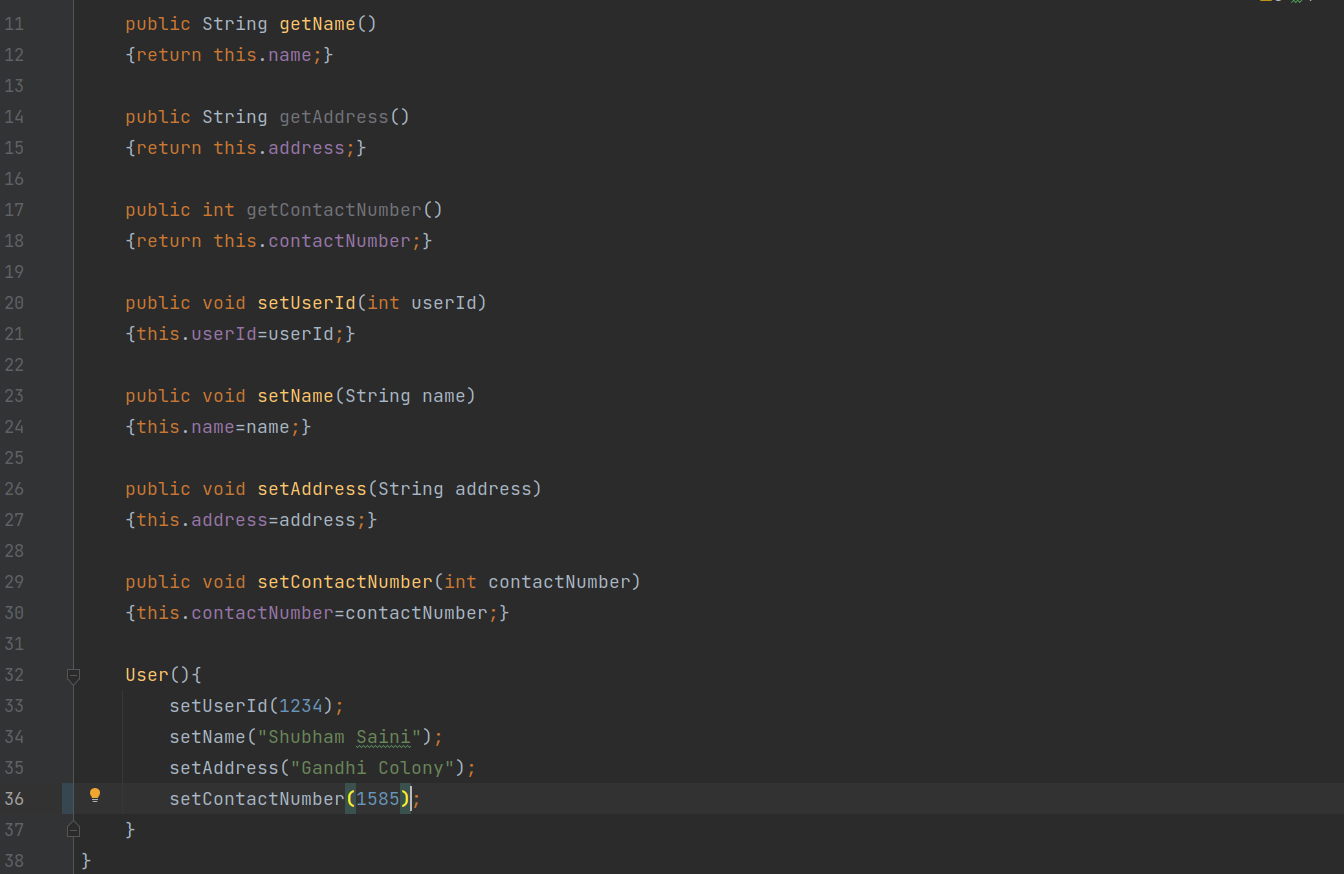 11 public String getName()
12 {return this.name;}
13
14 public String getAddress()
15 {return this.address;}
16
17 public int getContactNumber()
18 {return this.contactNumber;}
19
20 public void setUserId(int userId)
21 {this.userId=userId;}
22
23 public void setName(String name)
24 {this.name=name;}
25
26 public void setAddress(String address)
27 {this.address=address;}
28
29 public void setContactNumber(int contactNumber)
30 {this.contactNumber=contactNumber;}
31
32 User(){
33 setUserId(1234);
34 setName("Shubham Saini");
35 setAddress("Gandhi Colony");
36 setContactNumber(1585);
37 }
38 }